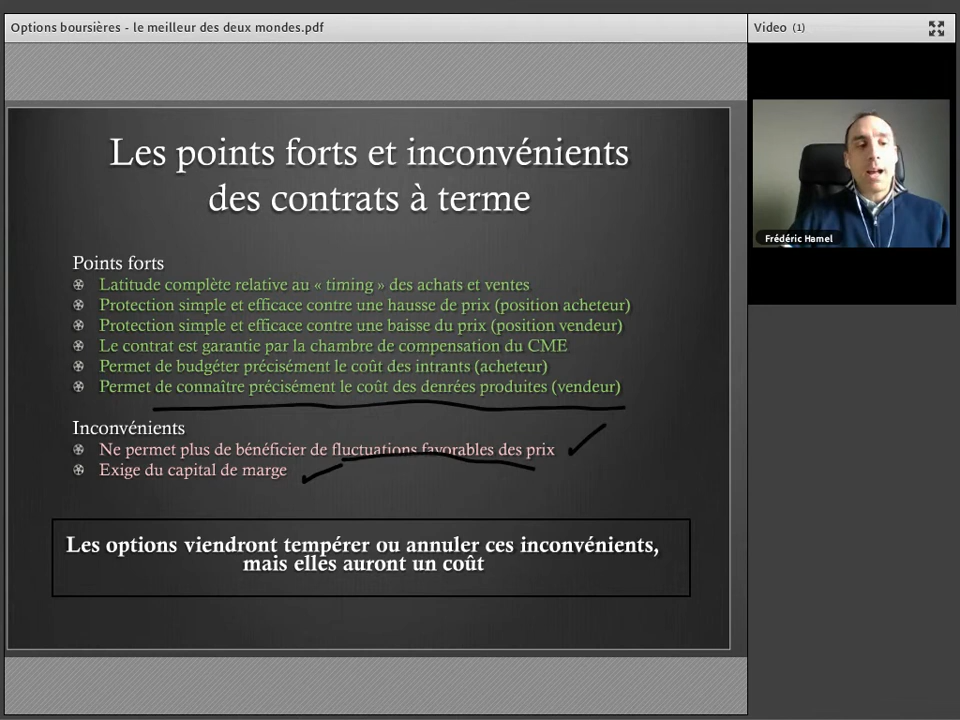 Options boursières - le meilleur des deux mondes.pdf
Video (1)
Les points forts et inconvénients
des contrats à terme
Points forts
Latitude complète relative au « timing » des achats et ventes
Protection simple et efficace contre une hausse de prix (position acheteur)
Protection simple et efficace contre une baisse du prix (position vendeur)
Le contrat est garantie par la chambre de compensation du CME
Permet de budgéter précisément le coût des intrants (acheteur)
Permet de connaître précisément le coût des denrées produites (vendeur)
Inconvénients
Ne permet plus de bénéficier de fluctuations favorables des prix
Exige du capital de marge
Les options viendront tempérer ou annuler ces inconvénients,
mais elles auront un coût
Frédéric Hamel